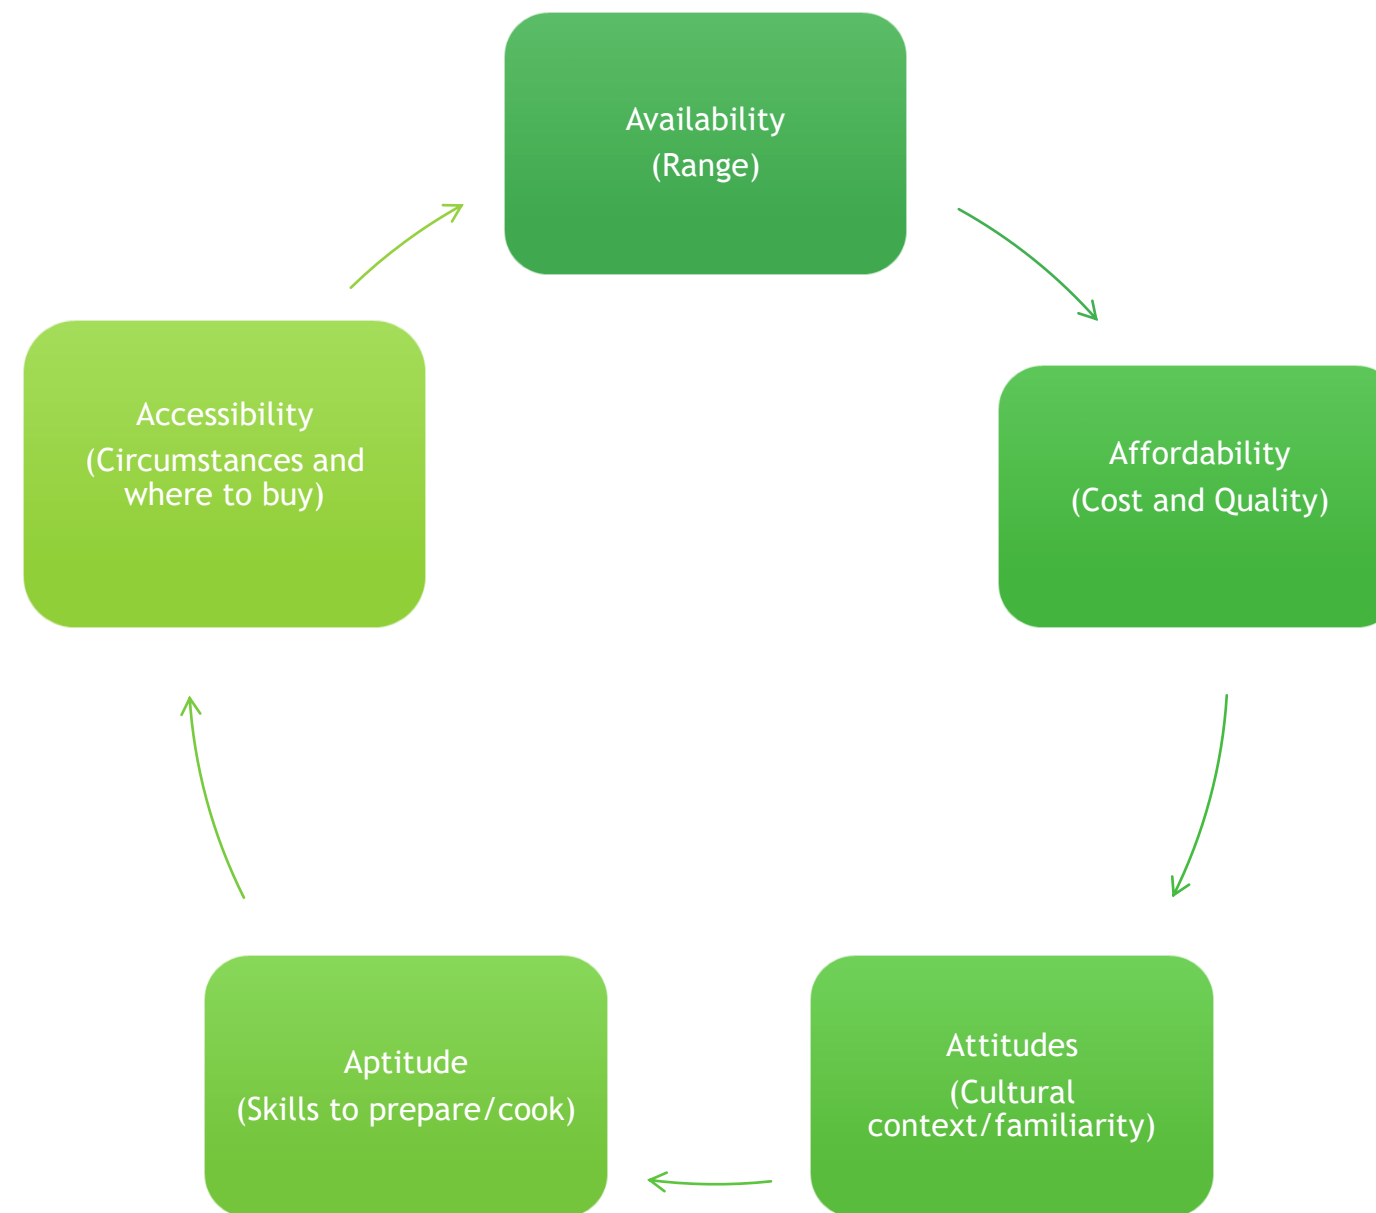 Availability
(Range)
Affordability
(Cost and Quality)
Attitudes
(Cultural
context/familiarity)
Aptitude
(Skills to prepare/cook)
Accessibility
(Circumstances and
where to buy)